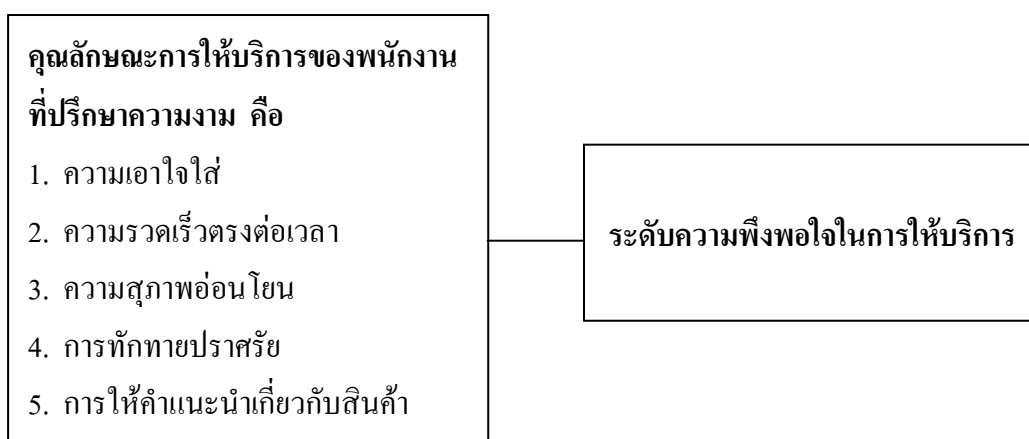 คุณลักษณะการให้บริการของพนักงาน
ที่ปรึกษาความงาม คือ
1. ความเอาใจใส่
2. ความรวดเร็วตรงต่อเวลา
3. ความสุภาพอ่อนโยน
4. การทักทายปราศรัย
5. การให้คำแนะนำเกี่ยวกับสินค้า
ระดับความพึงพอใจในการให้บริการ